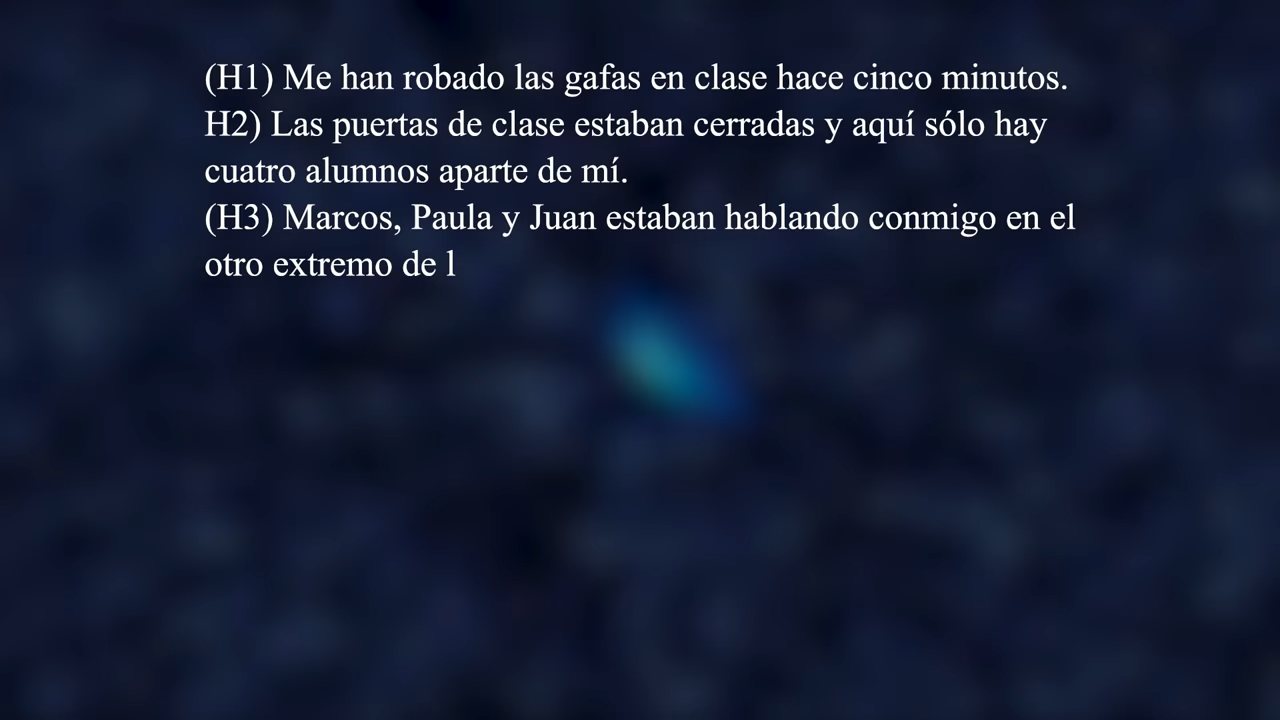 (H1) Me han robado las gafas en clase hace cinco minutos.
H2) Las puertas de clase estaban cerradas y aquí sólo hay
cuatro alumnos aparte de mí.
(H3) Marcos, Paula y Juan estaban hablando conmigo en el
otro extremo de l